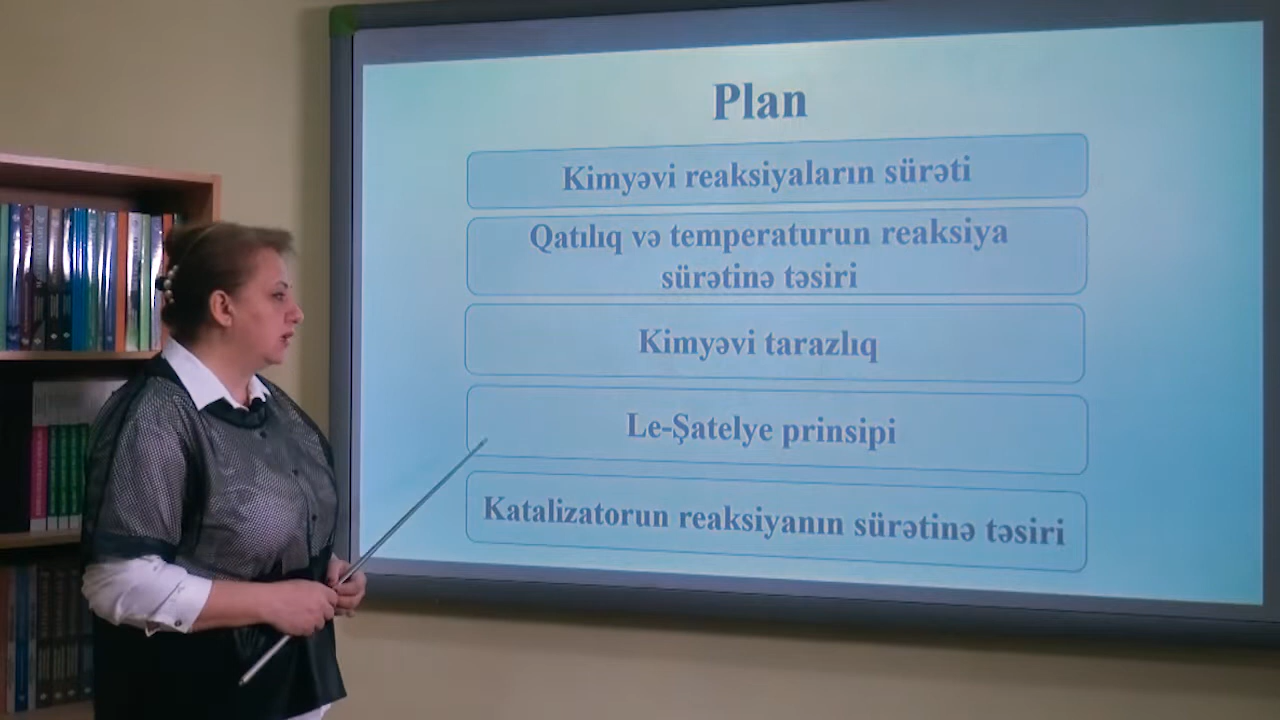 Plan
Kimyəvi reaksiyaların sürəti
Qatılıq və temperaturun reaksiya
sürətinə təsiri
Kimyəvi tarazlıq
Le-Şatelye prinsipi
Katalizatorun reaksiyanın sürətinə təsiri